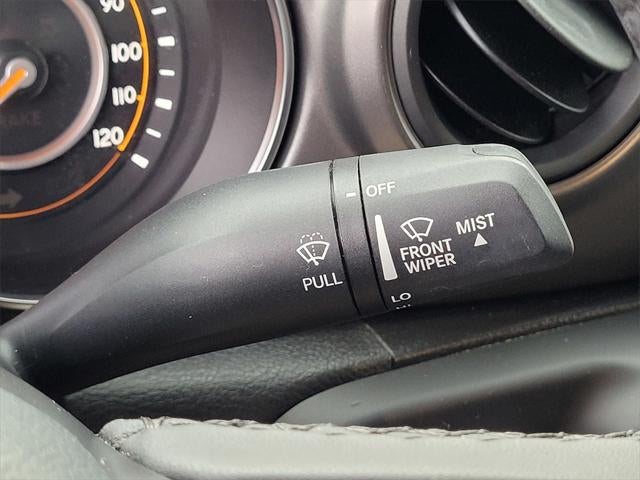 90
100
110
120
OFF
MIST
FRONT
WIPER
PULL
LO